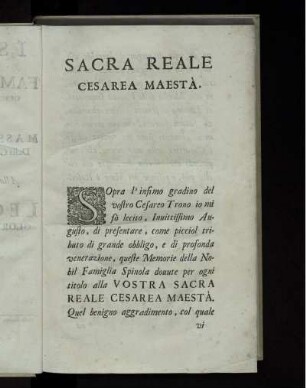 SACRA REALE
CESAREA MAESTÀ.
SOpra l'infimo gradino del
vostro Cesareo Trono io mi
fò lecito, Invittissimo Au-
gusto, di presentare, come picciol tri-
buto di grande obbligo, e di profonda
venerazione, queste Memorie della No-
bil Famiglia Spinola dovute per ogni
titolo alla VOSTRA SACRA
REALE CESAREA MAESTÀ.
Quel benigno aggradimento, col quale
vi